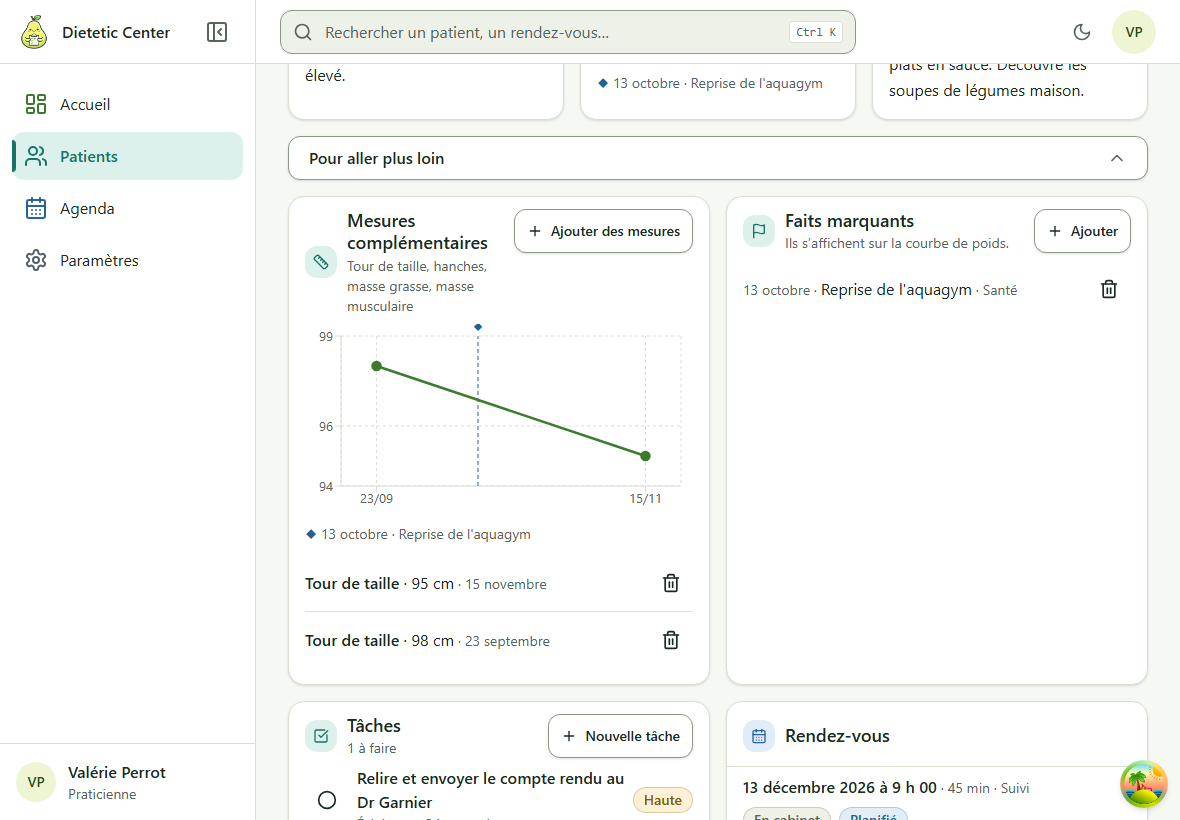 Dietetic Center
Rechercher un patient, un rendez-vous...
Ctrl K
VP
Accueil
Patients
Agenda
Paramètres
élevé.
13 octobre · Reprise de l'aquagym
plats en sauce. Découvre les
soupes de légumes maison.
Pour aller plus loin
Mesures
complémentaires
Tour de taille, hanches,
masse grasse, masse
musculaire
Ajouter des mesures
99
96
94
23/09
15/11
13 octobre · Reprise de l'aquagym
Tour de taille · 95 cm · 15 novembre
Tour de taille · 98 cm · 23 septembre
Faits marquants
Ils s’affichent sur la courbe de poids.
Ajouter
13 octobre · Reprise de l'aquagym · Santé
Tâches
1 à faire
Nouvelle tâche
Relire et envoyer le compte rendu au
Dr Garnier
Haute
Rendez-vous
13 décembre 2026 à 9 h 00 · 45 min · Suivi
En cabinet
Planifié
VP
Valérie Perrot
Praticienne